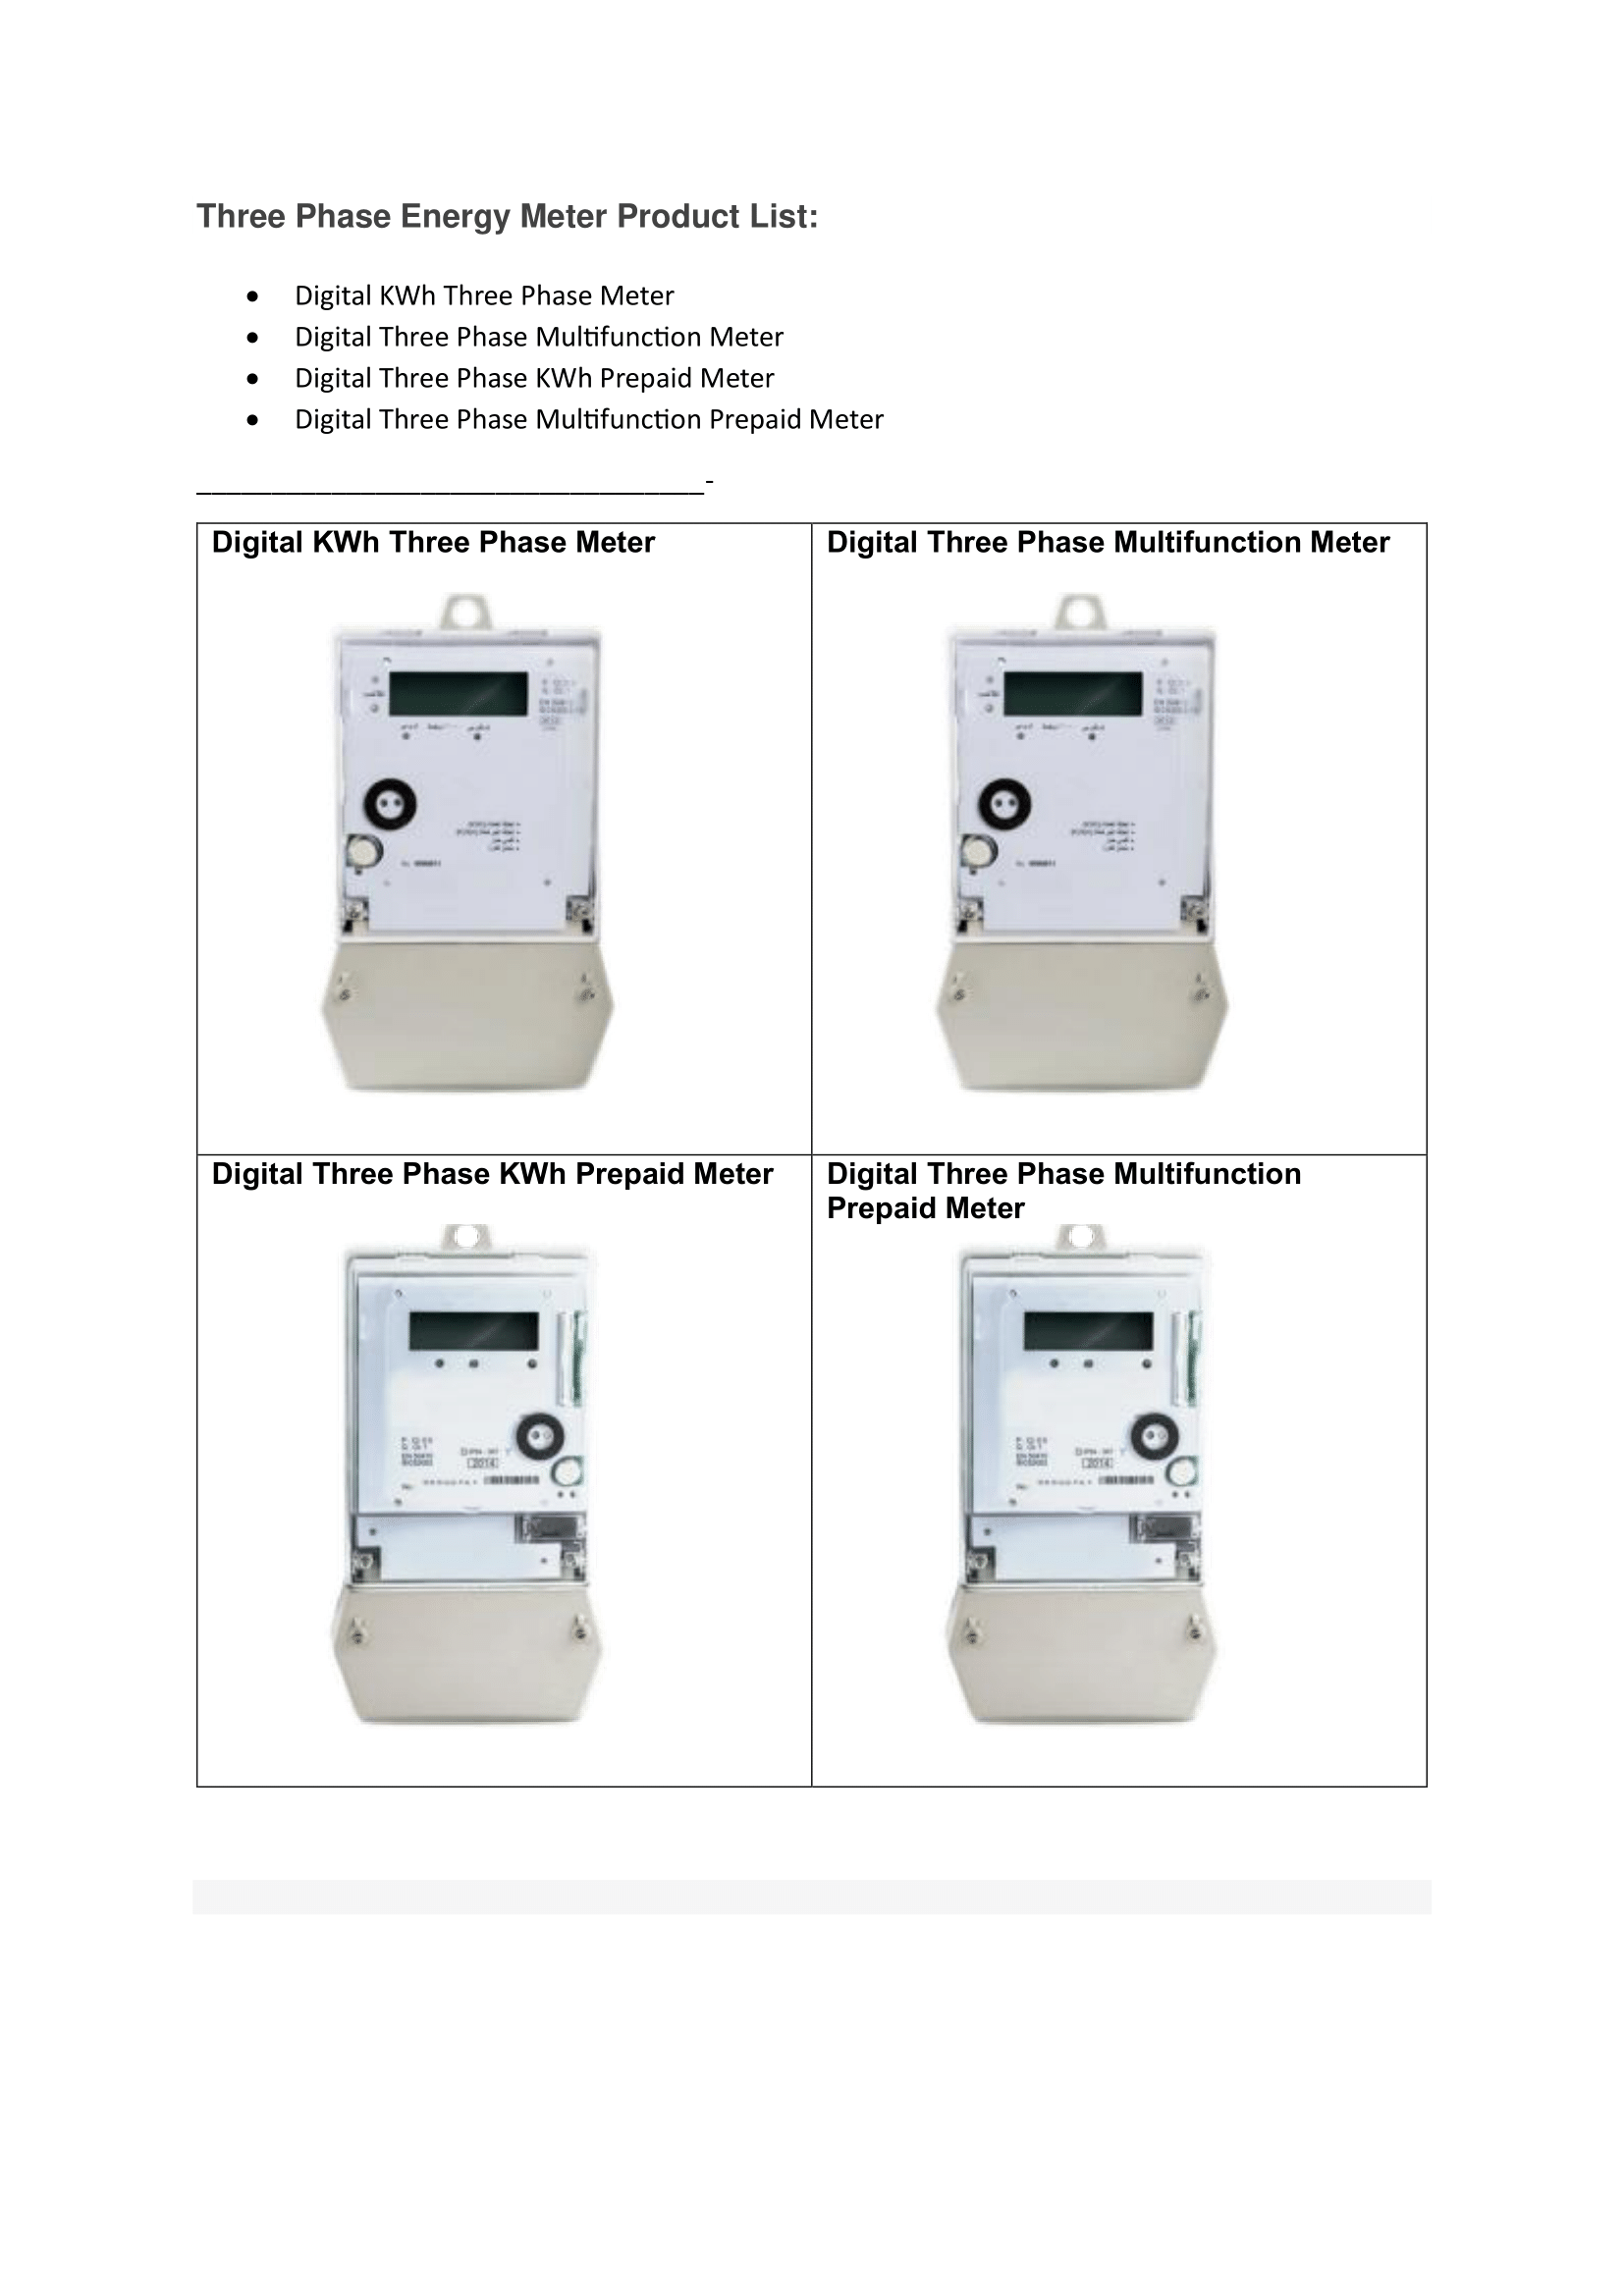 Three Phase Energy Meter Product List:
• Digital KWh Three Phase Meter
• Digital Three Phase Multifunction Meter
• Digital Three Phase KWh Prepaid Meter
• Digital Three Phase Multifunction Prepaid Meter
__________________________________-
Digital KWh Three Phase Meter
Digital Three Phase Multifunction Meter
Digital Three Phase KWh Prepaid Meter
Digital Three Phase Multifunction
Prepaid Meter
2014
2014